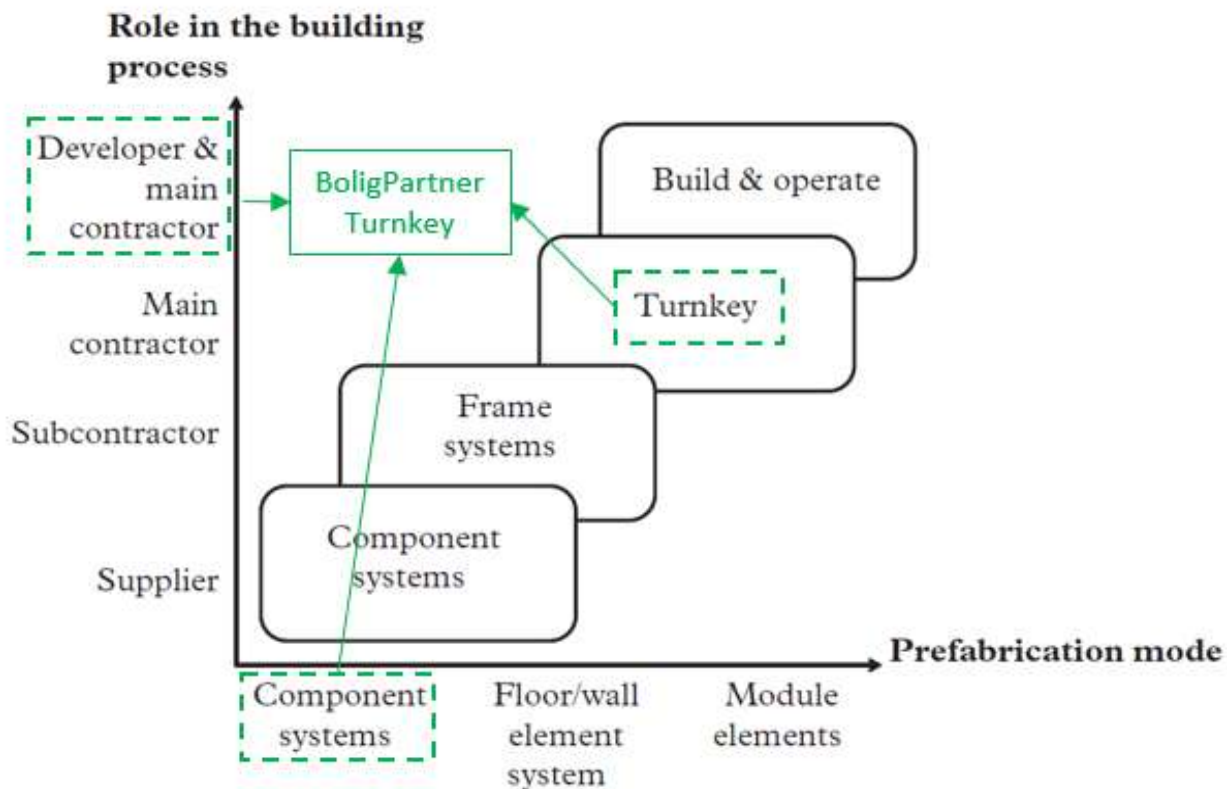 Role in the building
process
Developer &
main
contractor
BoligPartner
Turnkey
Build & operate
Main
contractor
Turnkey
Subcontractor
Frame
systems
Supplier
Component
systems
Prefabrication mode
Component
systems
Floor/wall
element
system
Module
elements